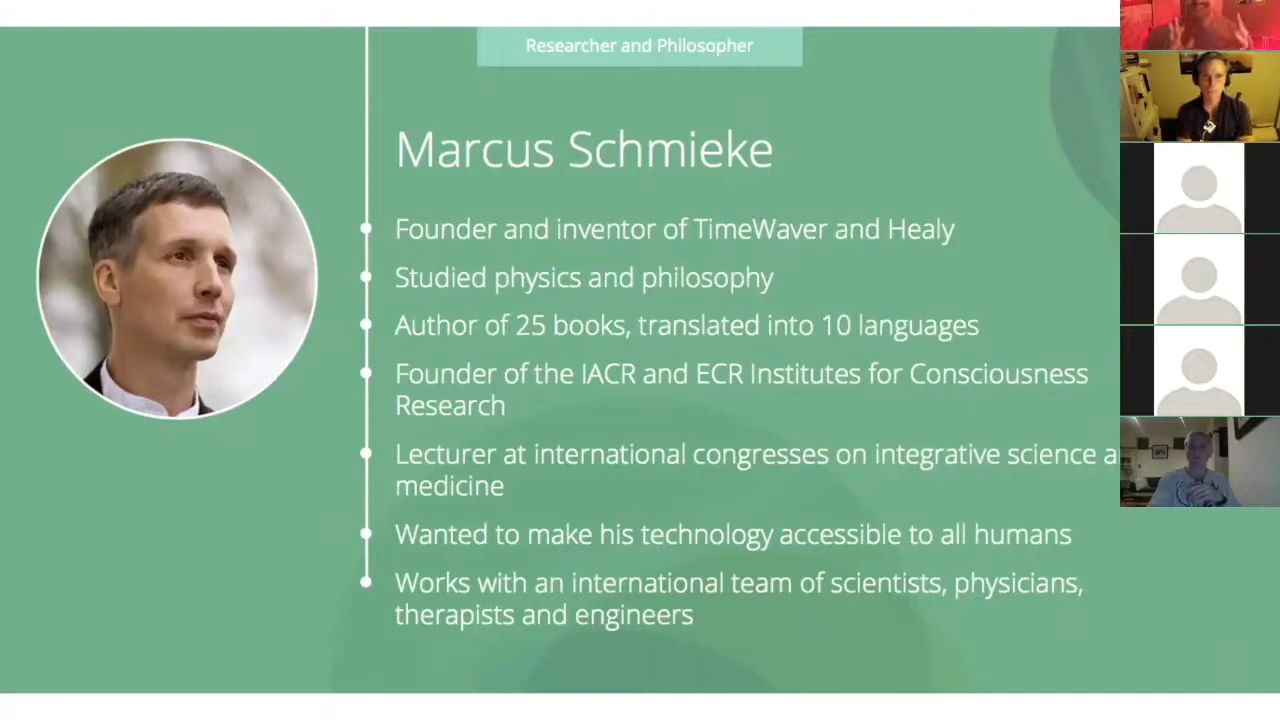 Researcher and Philosopher
Marcus Schmieke
Founder and inventor of TimeWaver and Healy
Studied physics and philosophy
Author of 25 books, translated into 10 languages
Founder of the IACR and ECR Institutes for Consciousness
Research
Lecturer at international congresses on integrative science a
medicine
Wanted to make his technology accessible to all humans
Works with an international team of scientists, physicians,
therapists and engineers